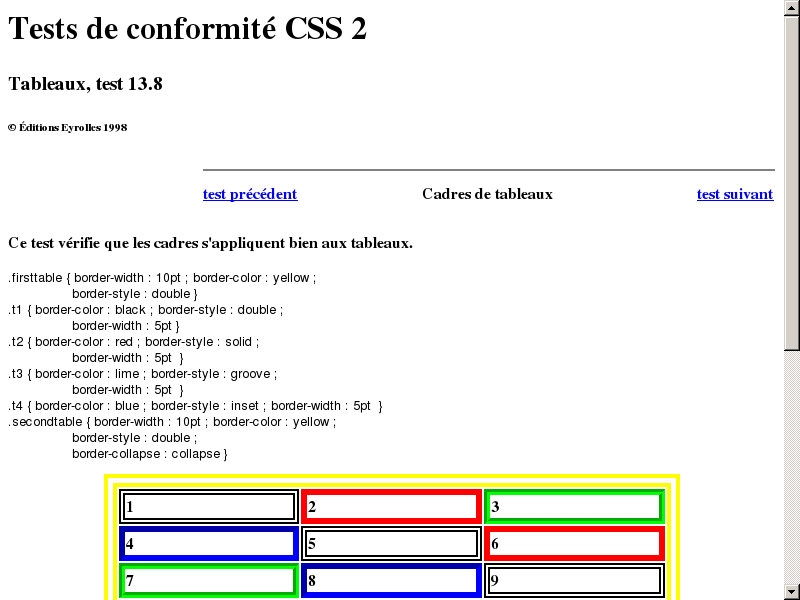 Tests de conformité CSS 2
Tableaux, test 13.8
© Éditions Eyrolles 1998
test précédent Cadres de tableaux test suivant
Ce test vérifie que les cadres s'appliquent bien aux tableaux.
.firsttable { border-width : 10pt ; border-color : yellow ;
border-style : double }
.t1 { border-color : black ; border-style : double ;
border-width : 5pt }
.t2 { border-color : red ; border-style : solid ;
border-width : 5pt }
.t3 { border-color : lime ; border-style : groove ;
border-width : 5pt }
.t4 { border-color : blue ; border-style : inset ; border-width : 5pt }
.secondtable { border-width : 10pt ; border-color : yellow ;
border-style : double ;
border-collapse : collapse }
1 2 3
4 5 6
7 8 9